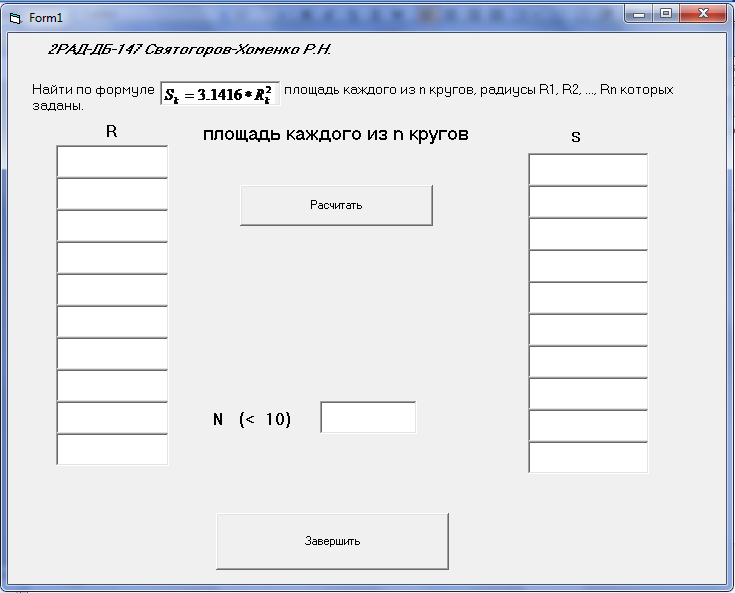 Form1
2РАД-ДБ-147 Святогоров-Хоменко Р.Н.
Найти по формуле S_k = 3.1416 * R_k^2 площадь каждого из n кругов, радиусы R1, R2, ..., Rn которых
заданы.
R
площадь каждого из n кругов
S
Расчитать
N (< 10)
Завершить